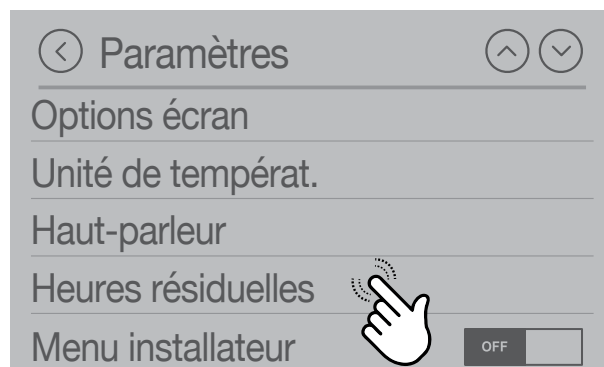 Paramètres
Options écran
Unité de températ.
Haut-parleur
Heures résiduelles
Menu installateur OFF